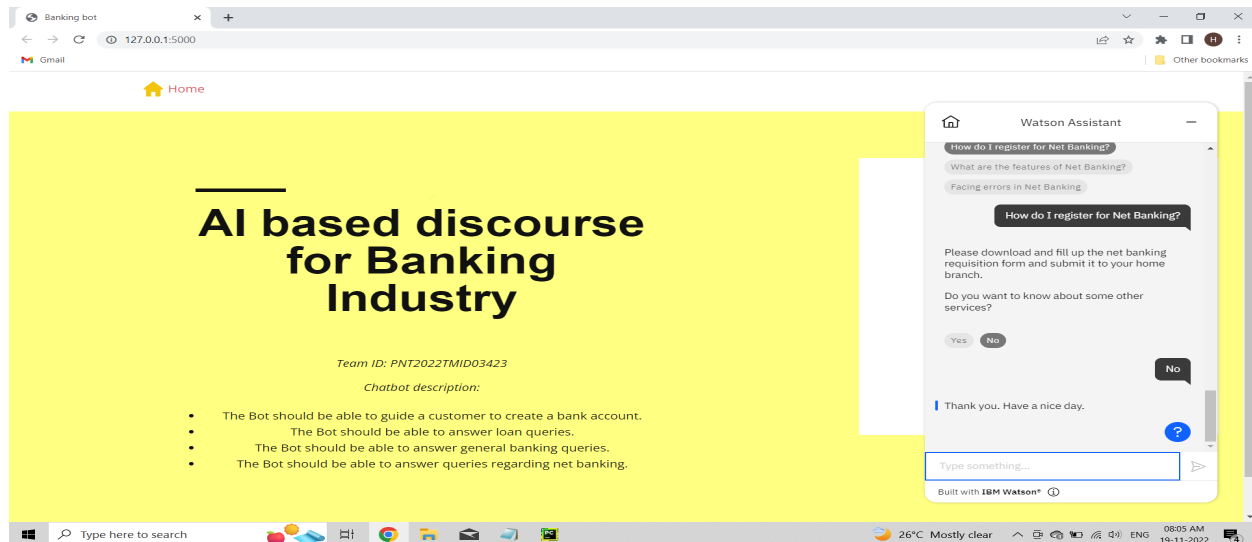 Banking bot
127.0.0.1:5000
Gmail
Other bookmarks
Home
AI based discourse
for Banking
Industry
Team ID: PNT2022TMID03423
Chatbot description:
• The Bot should be able to guide a customer to create a bank account.
• The Bot should be able to answer loan queries.
• The Bot should be able to answer general banking queries.
• The Bot should be able to answer queries regarding net banking.
Watson Assistant
How do I register for Net Banking?
What are the features of Net Banking?
Facing errors in Net Banking
How do I register for Net Banking?
Please download and fill up the net banking
requisition form and submit it to your home
branch.
Do you want to know about some other
services?
Yes No
No
Thank you. Have a nice day.
?
Type something...
Built with IBM Watson®
Type here to search
26°C Mostly clear
ENG
08:05 AM
19-11-2022